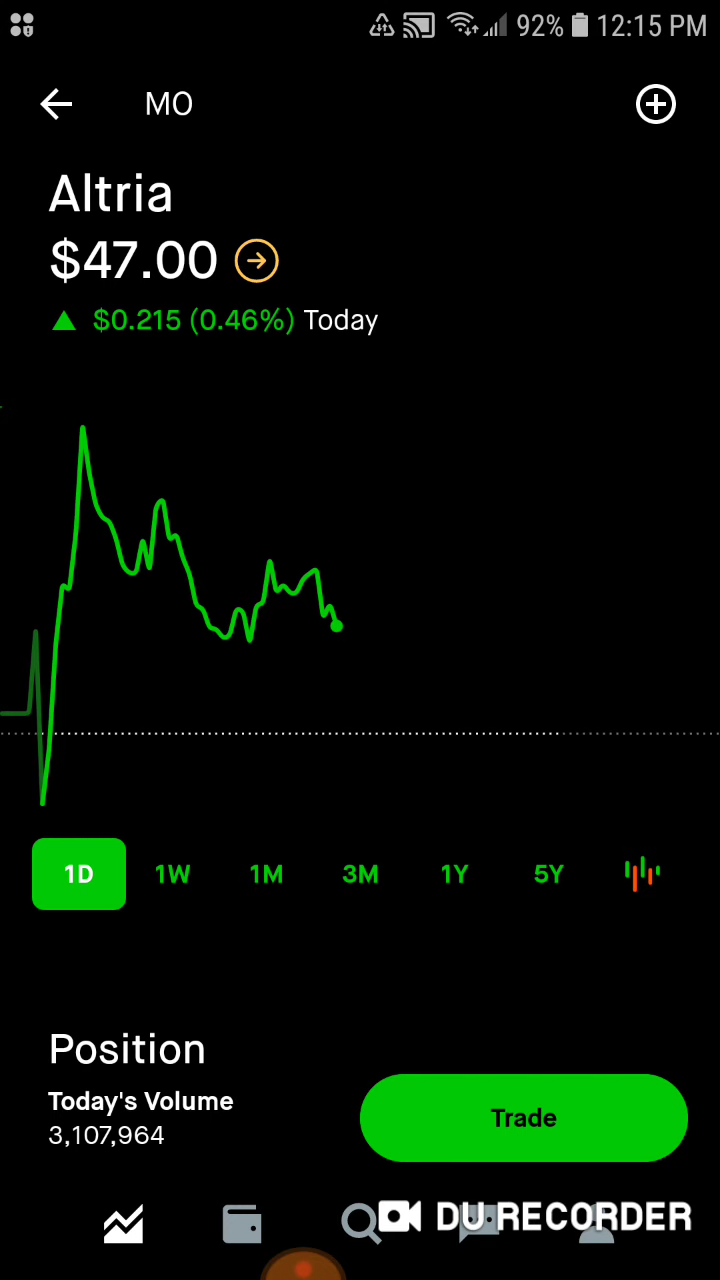 92% 12:15 PM
MO
Altria
$47.00
$0.215 (0.46%) Today
1D 1W 1M 3M 1Y 5Y
Position
Today's Volume
3,107,964
Trade
DU RECORDER